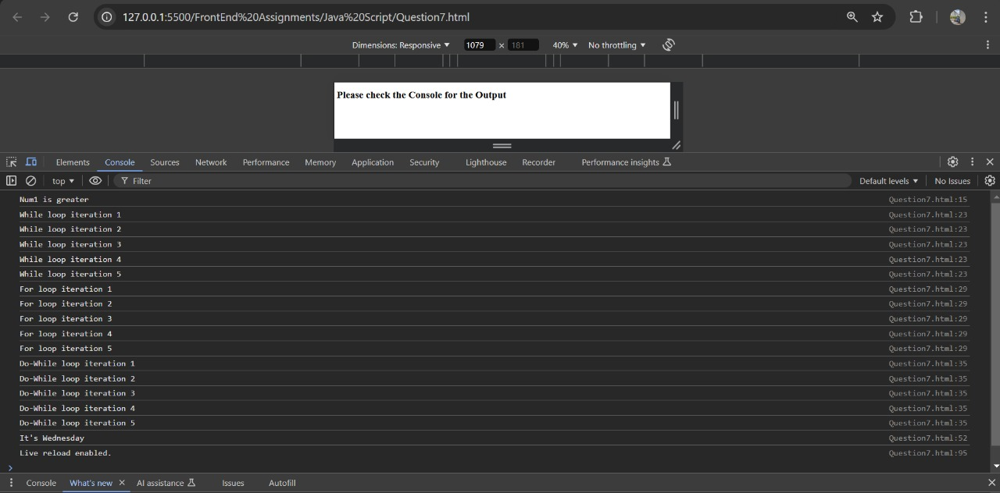 127.0.0.1:5500/FrontEnd%20Assignments/Java%20Script/Question7.html
Dimensions: Responsive 1079 × 181 40% No throttling
Please check the Console for the Output
Elements Console Sources Network Performance Memory Application Security Lighthouse Recorder Performance insights
top Filter Default levels No Issues
Num1 is greater Question7.html:15
While loop iteration 1 Question7.html:23
While loop iteration 2 Question7.html:23
While loop iteration 3 Question7.html:23
While loop iteration 4 Question7.html:23
While loop iteration 5 Question7.html:23
For loop iteration 1 Question7.html:29
For loop iteration 2 Question7.html:29
For loop iteration 3 Question7.html:29
For loop iteration 4 Question7.html:29
For loop iteration 5 Question7.html:29
Do-While loop iteration 1 Question7.html:35
Do-While loop iteration 2 Question7.html:35
Do-While loop iteration 3 Question7.html:35
Do-While loop iteration 4 Question7.html:35
Do-While loop iteration 5 Question7.html:35
It's Wednesday Question7.html:52
Live reload enabled. Question7.html:95
Console What's new AI assistance Issues Autofill